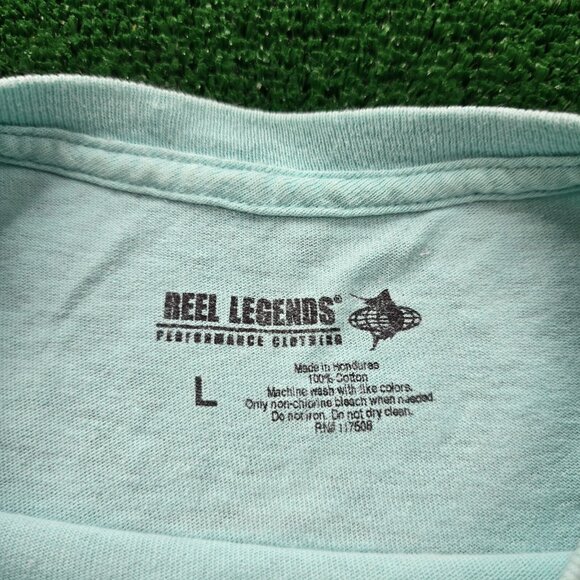 REEL LEGENDS®
PERFORMANCE CLOTHING
L
Made in Honduras
100% Cotton
Machine wash with like colors.
Only non-chlorine bleach when needed.
Do not iron. Do not dry clean.
RN# 117508